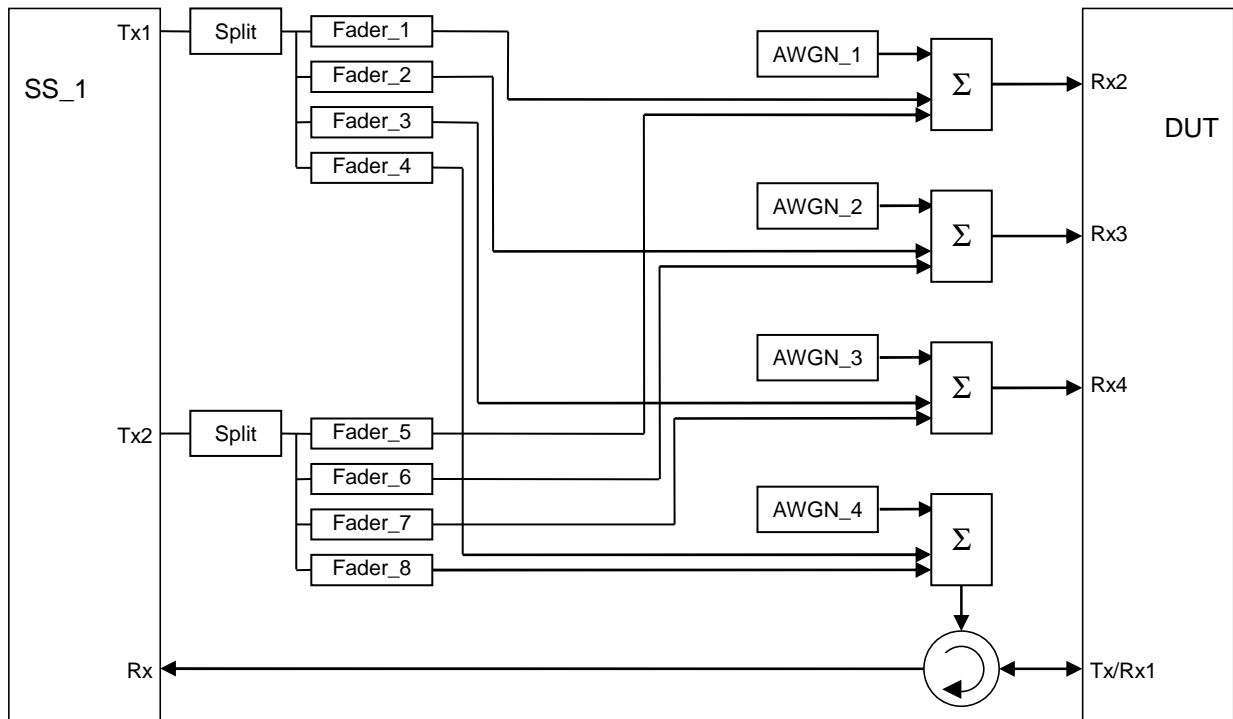 SS_1
Tx1
Split
Fader_1
Fader_2
Fader_3
Fader_4
Tx2
Split
Fader_5
Fader_6
Fader_7
Fader_8
Rx
AWGN_1
Σ
AWGN_2
Σ
AWGN_3
Σ
AWGN_4
Σ
DUT
Rx2
Rx3
Rx4
Tx/Rx1